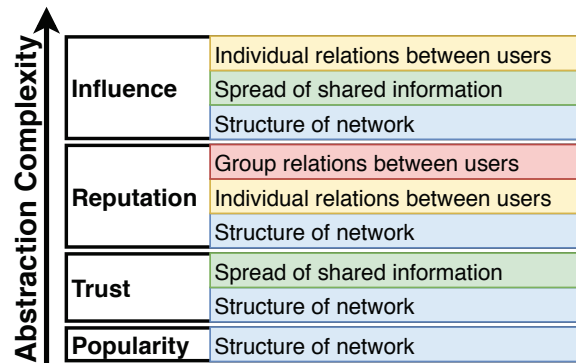 Abstraction Complexity
Influence
Individual relations between users
Spread of shared information
Structure of network
Reputation
Group relations between users
Individual relations between users
Structure of network
Trust
Spread of shared information
Structure of network
Popularity
Structure of network